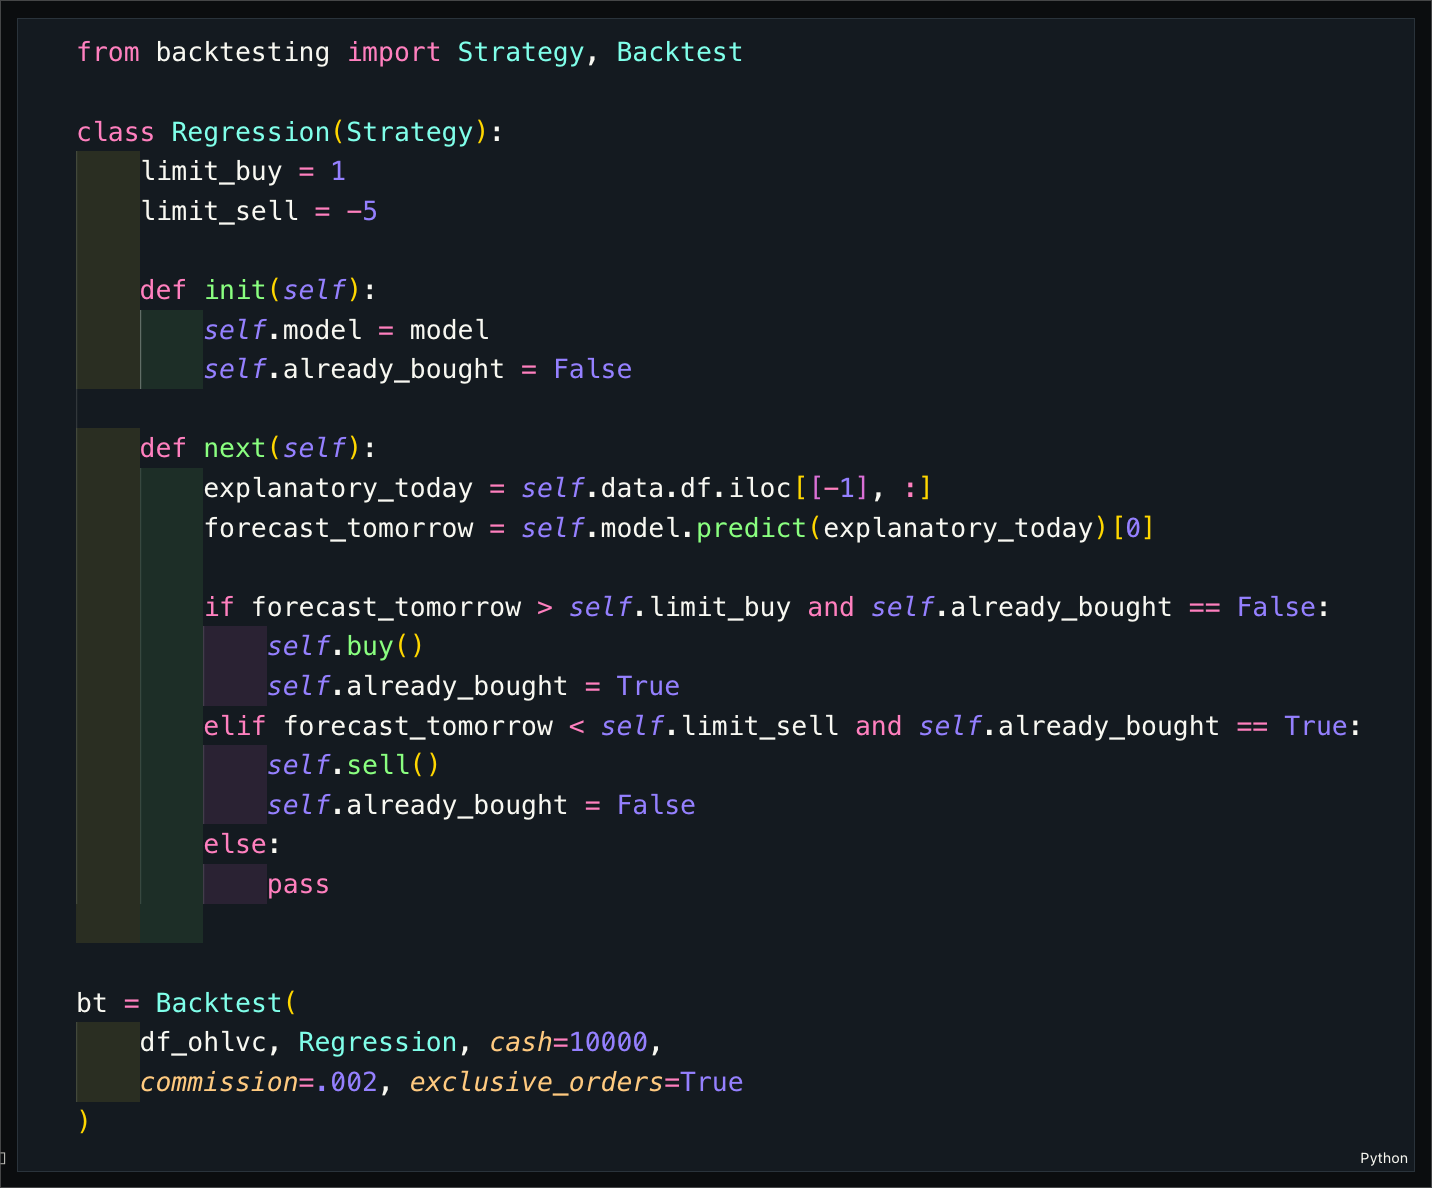 from backtesting import Strategy, Backtest
class Regression(Strategy):
    limit_buy = 1
    limit_sell = -5
    def init(self):
        self.model = model
        self.already_bought = False
    def next(self):
        explanatory_today = self.data.df.iloc[[-1], :]
        forecast_tomorrow = self.model.predict(explanatory_today)[0]
        if forecast_tomorrow > self.limit_buy and self.already_bought == False:
            self.buy()
            self.already_bought = True
        elif forecast_tomorrow < self.limit_sell and self.already_bought == True:
            self.sell()
            self.already_bought = False
        else:
            pass
bt = Backtest(
    df_ohlvc, Regression, cash=10000,
    commission=.002, exclusive_orders=True
)
Python